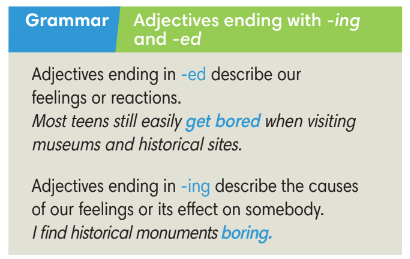 Grammar
Adjectives ending with -ing
and -ed
Adjectives ending in -ed describe our
feelings or reactions.
Most teens still easily get bored when visiting
museums and historical sites.
Adjectives ending in -ing describe the causes
of our feelings or its effect on somebody.
I find historical monuments boring.